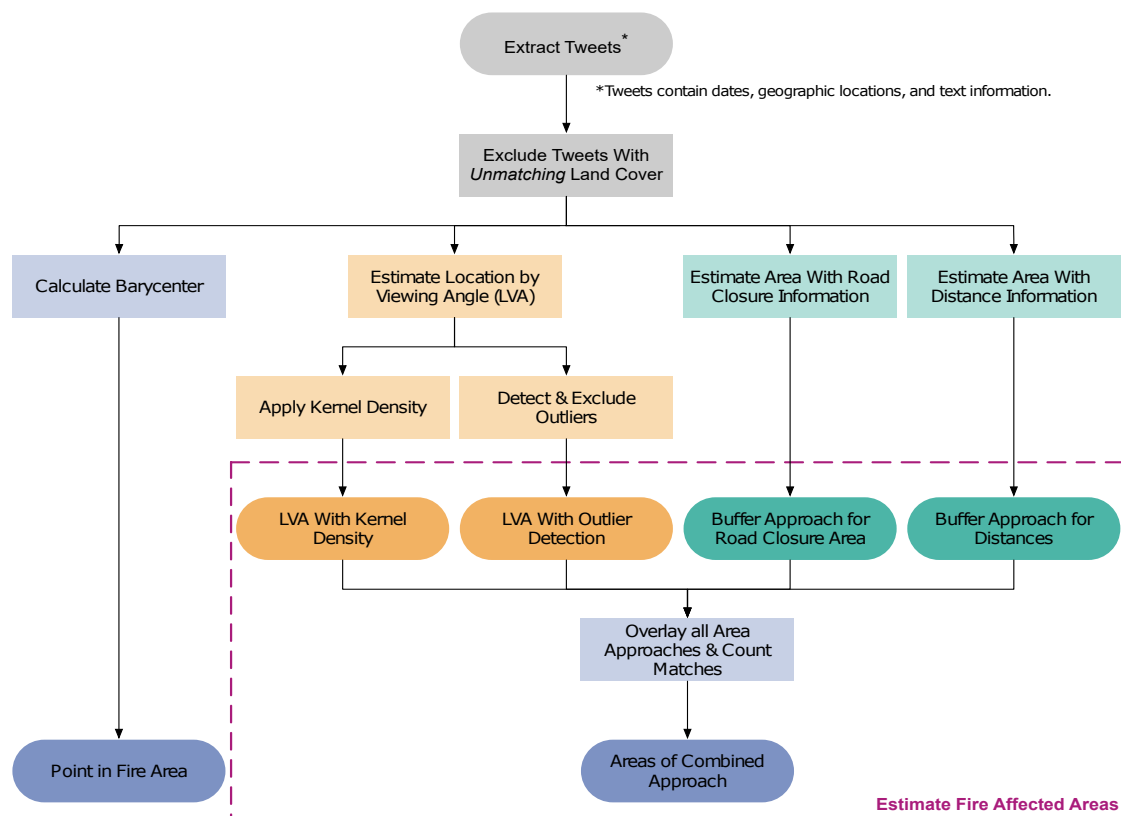 Extract Tweets*
*Tweets contain dates, geographic locations, and text information.
Exclude Tweets With
Unmatching Land Cover
Calculate Barycenter
Estimate Location by
Viewing Angle (LVA)
Estimate Area With Road
Closure Information
Estimate Area With
Distance Information
Apply Kernel Density
Detect & Exclude
Outliers
LVA With Kernel
Density
LVA With Outlier
Detection
Buffer Approach for
Road Closure Area
Buffer Approach for
Distances
Overlay all Area
Approaches & Count
Matches
Point in Fire Area
Areas of Combined
Approach
Estimate Fire Affected Areas